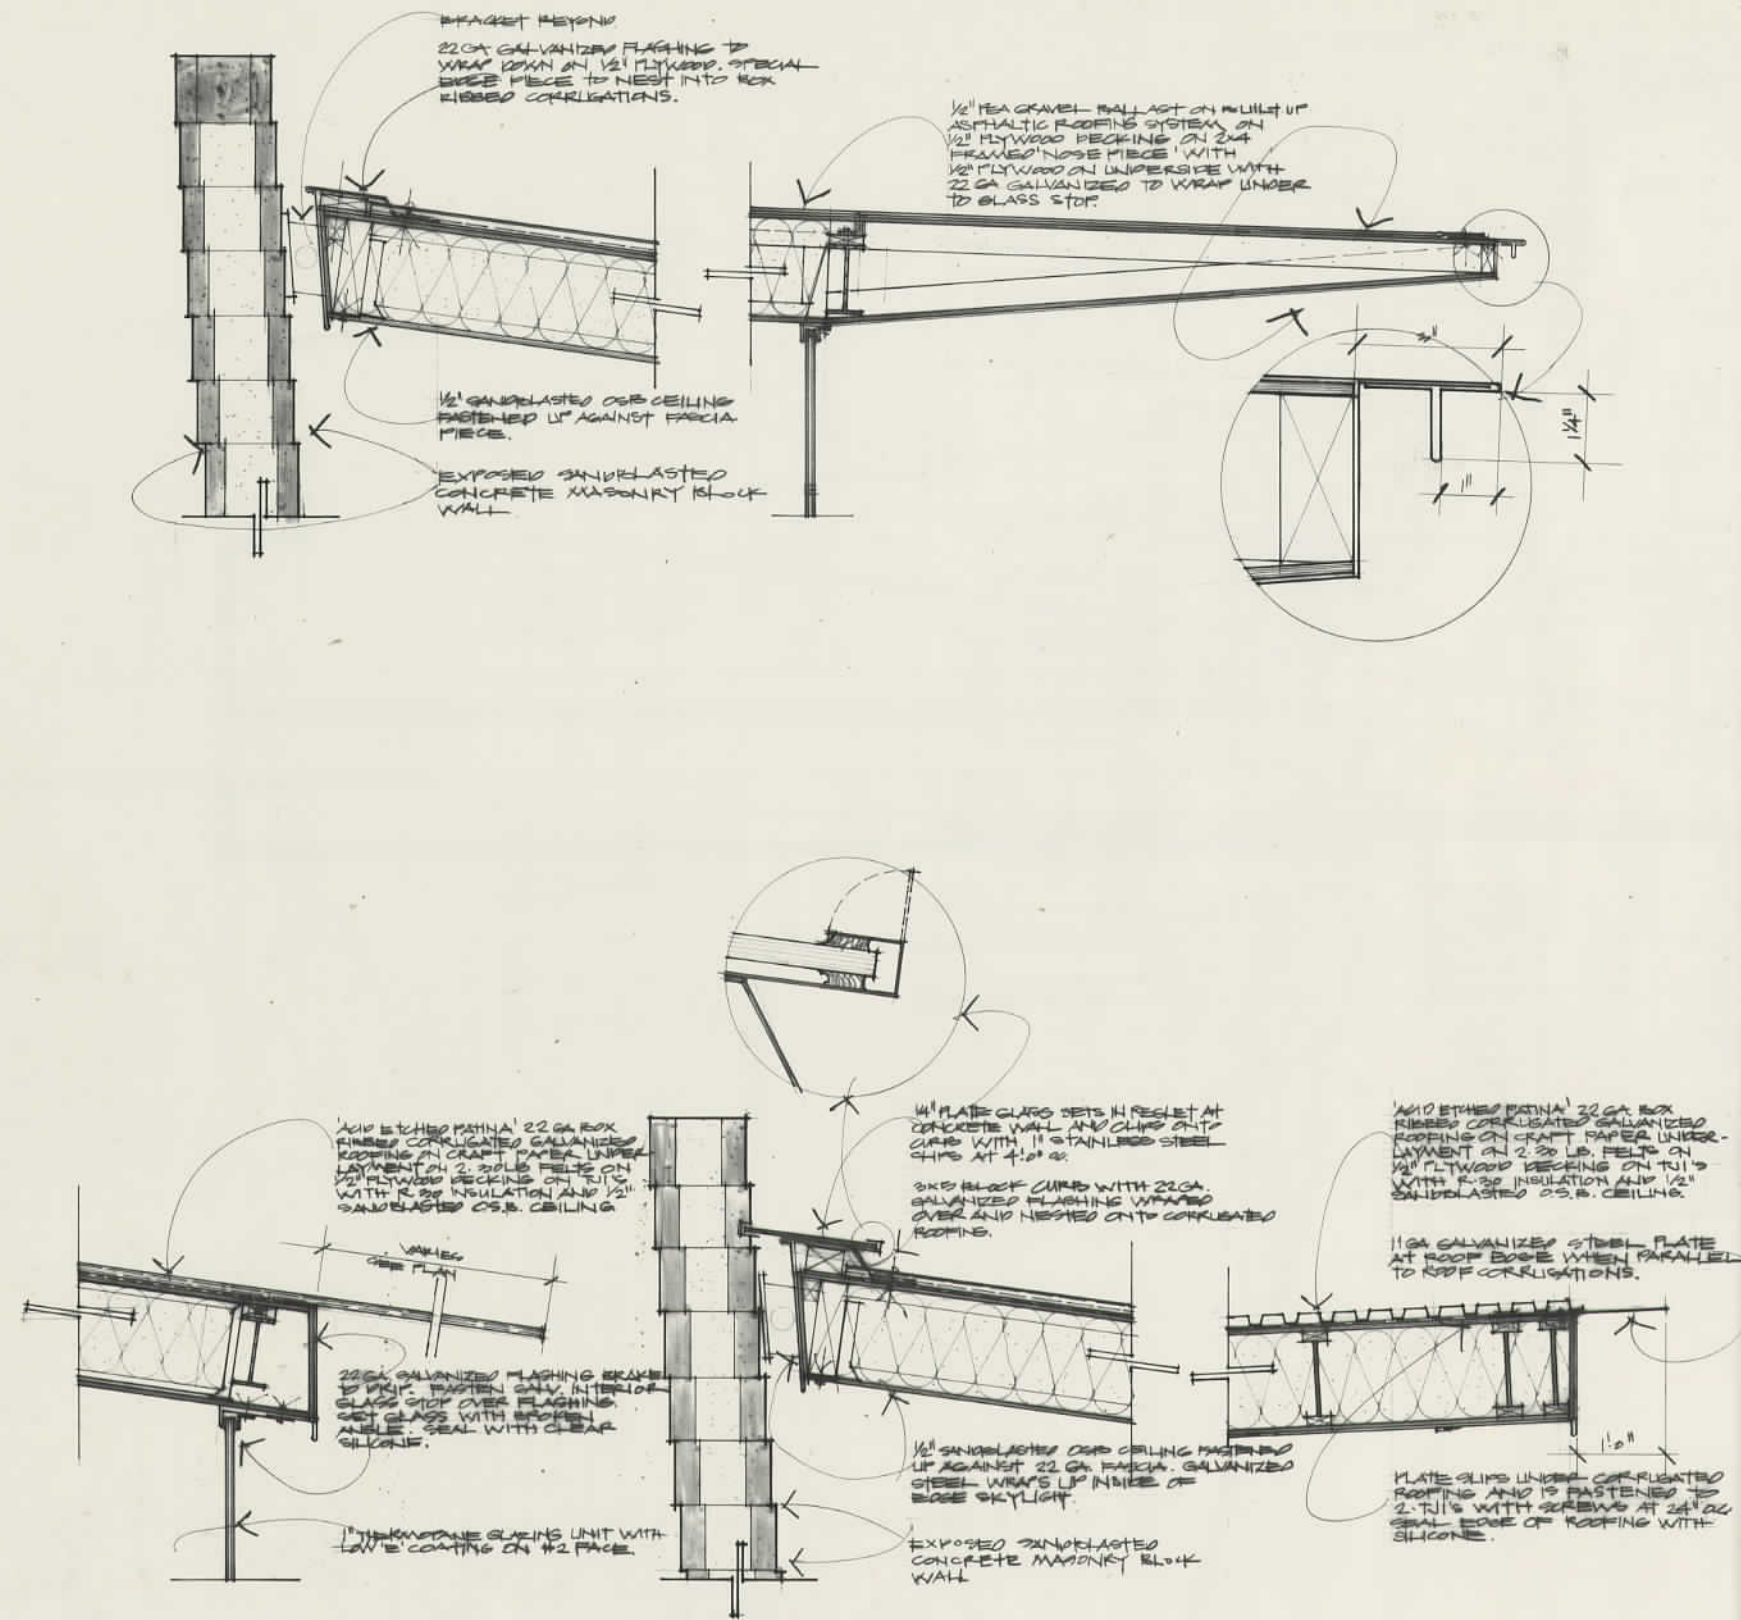 BRACKET BEYOND
22 GA GALVANIZED FLASHING TO
WRAP DOWN ON 1/2" PLYWOOD. SPECIAL
EDGE PIECE TO NEST INTO BOX
RIBBED CORRUGATIONS.
1/2" PEA GRAVEL BALLAST ON BUILT UP
ASPHALTIC ROOFING SYSTEM ON
1/2" PLYWOOD DECKING ON 2x4
FRAMED 'NOSE PIECE' WITH
1/2" PLYWOOD ON UNDERSIDE WITH
22 GA GALVANIZED TO WRAP UNDER
TO GLASS STOP.
3"
1 1/4"
1"
1/2" SANDBLASTED OSB CEILING
FASTENED UP AGAINST FASCIA
PIECE.
EXPOSED SANDBLASTED
CONCRETE MASONRY BLOCK
WALL
'ACID ETCHED PATINA' 22 GA BOX
RIBBED CORRUGATED GALVANIZED
ROOFING ON CRAFT PAPER UNDER-
LAYMENT ON 2-30LB FELTS ON
1/2" PLYWOOD DECKING ON TJI'S
WITH R-30 INSULATION AND 1/2"
SANDBLASTED O.S.B. CEILING
VARIES
SEE PLAN
22 GA. GALVANIZED FLASHING BRAKE
TO DRIP. FASTEN GALV. INTERIOR
GLASS STOP OVER FLASHING.
SET GLASS WITH BROKEN
ANGLE. SEAL WITH CLEAR
SILICONE.
1" THERMOPANE GLAZING UNIT WITH
LOW 'E' COATING ON #2 FACE.
1/4" PLATE GLASS SETS IN REGLET AT
CONCRETE WALL AND CLIPS ONTO
CURB WITH 1" STAINLESS STEEL
CLIPS AT 4'-0" OC.
3x5 BLOCK CURB WITH 22GA.
GALVANIZED FLASHING WRAPPED
OVER AND NESTED ONTO CORRUGATED
ROOFING.
1/2" SANDBLASTED OSB CEILING FASTENED
UP AGAINST 22 GA. FASCIA. GALVANIZED
STEEL WRAPS UP INSIDE OF
EDGE SKYLIGHT.
EXPOSED SANDBLASTED
CONCRETE MASONRY BLOCK
WALL
'ACID ETCHED PATINA' 22 GA. BOX
RIBBED CORRUGATED GALVANIZED
ROOFING ON CRAFT PAPER UNDER-
LAYMENT ON 2-30 LB. FELTS ON
1/2" PLYWOOD DECKING ON TJI'S
WITH R-30 INSULATION AND 1/2"
SANDBLASTED O.S.B. CEILING.
11 GA GALVANIZED STEEL PLATE
AT ROOF EDGE WHEN PARALLEL
TO ROOF CORRUGATIONS.
1'-0"
PLATE SLIPS UNDER CORRUGATED
ROOFING AND IS FASTENED TO
2-TJI'S WITH SCREWS AT 24" O.C.
SEAL EDGE OF ROOFING WITH
SILICONE.